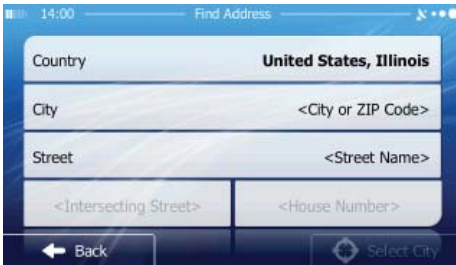 14:00 Find Address
Country United States, Illinois
City <City or ZIP Code>
Street <Street Name>
<Intersecting Street> <House Number>
Back Select City